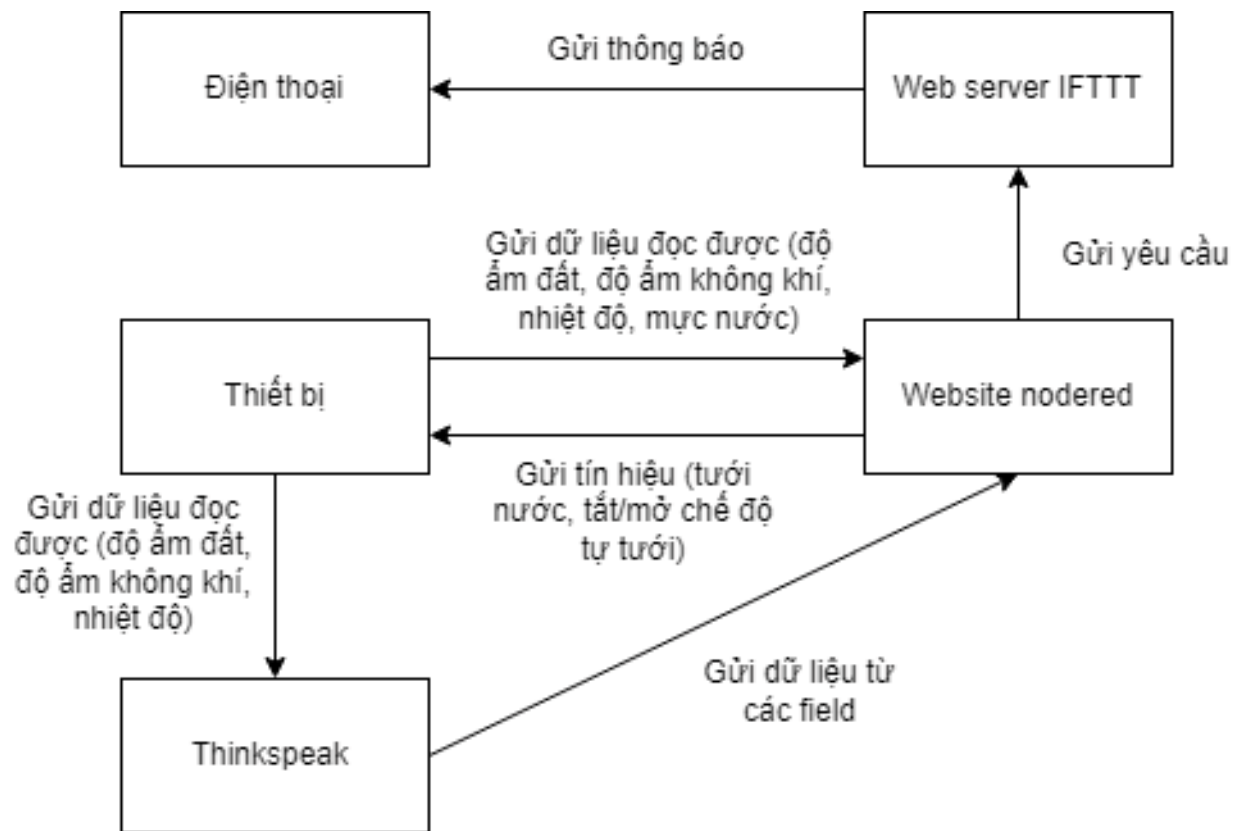 Gửi thông báo
Điện thoại
Web server IFTTT
Gửi dữ liệu đọc được (độ
ẩm đất, độ ẩm không khí,
nhiệt độ, mực nước)
Gửi yêu cầu
Thiết bị
Website nodered
Gửi tín hiệu (tưới
nước, tắt/mở chế độ
tự tưới)
Gửi dữ liệu đọc
được (độ ẩm đất,
độ ẩm không khí,
nhiệt độ)
Gửi dữ liệu từ
các field
Thinkspeak